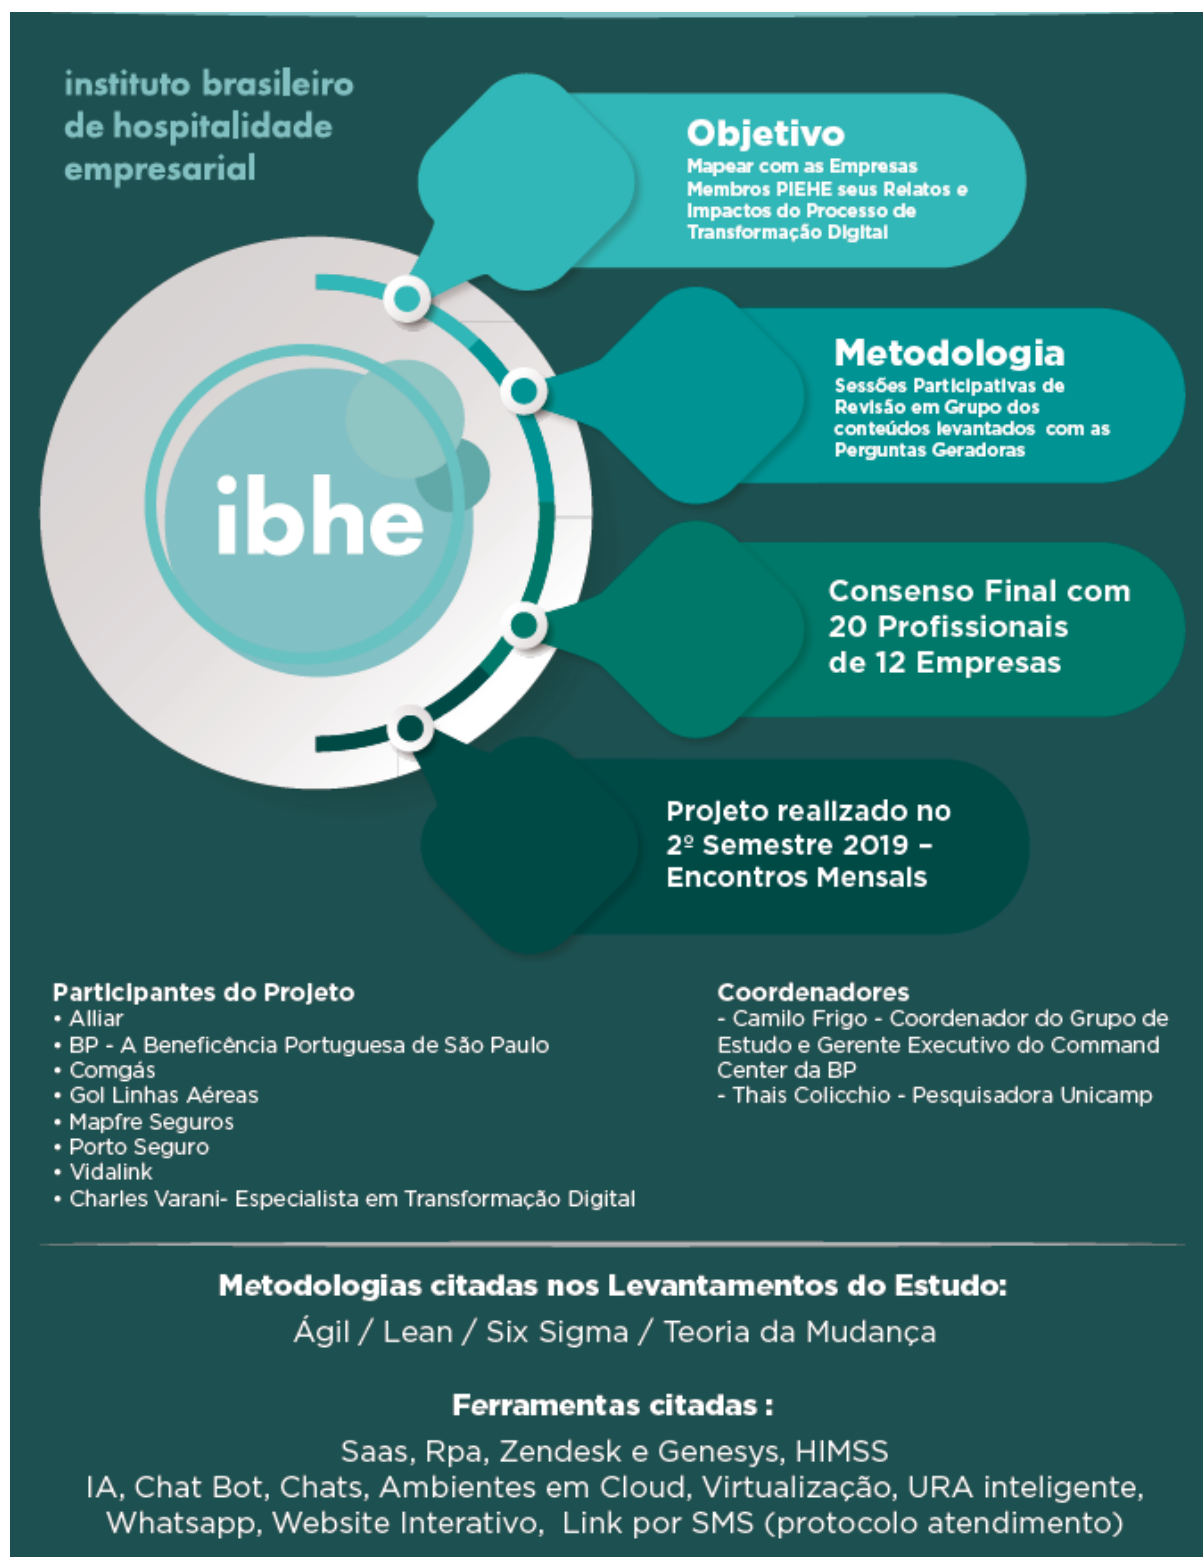 instituto brasileiro
de hospitalidade
empresarial
Objetivo
Mapear com as Empresas
Membros PIEHE seus Relatos e
Impactos do Processo de
Transformação Digital
Metodologia
Sessões Participativas de
Revisão em Grupo dos
conteúdos levantados com as
Perguntas Geradoras
ibhe
Consenso Final com
20 Profissionais
de 12 Empresas
Projeto realizado no
2º Semestre 2019 –
Encontros Mensais
Participantes do Projeto
• Alliar
• BP - A Beneficência Portuguesa de São Paulo
• Comgás
• Gol Linhas Aéreas
• Mapfre Seguros
• Porto Seguro
• Vidalink
• Charles Varani- Especialista em Transformação Digital
Coordenadores
- Camilo Frigo - Coordenador do Grupo de
Estudo e Gerente Executivo do Command
Center da BP
- Thais Colicchio - Pesquisadora Unicamp
Metodologias citadas nos Levantamentos do Estudo:
Ágil / Lean / Six Sigma / Teoria da Mudança
Ferramentas citadas :
Saas, Rpa, Zendesk e Genesys, HIMSS
IA, Chat Bot, Chats, Ambientes em Cloud, Virtualização, URA inteligente,
Whatsapp, Website Interativo, Link por SMS (protocolo atendimento)